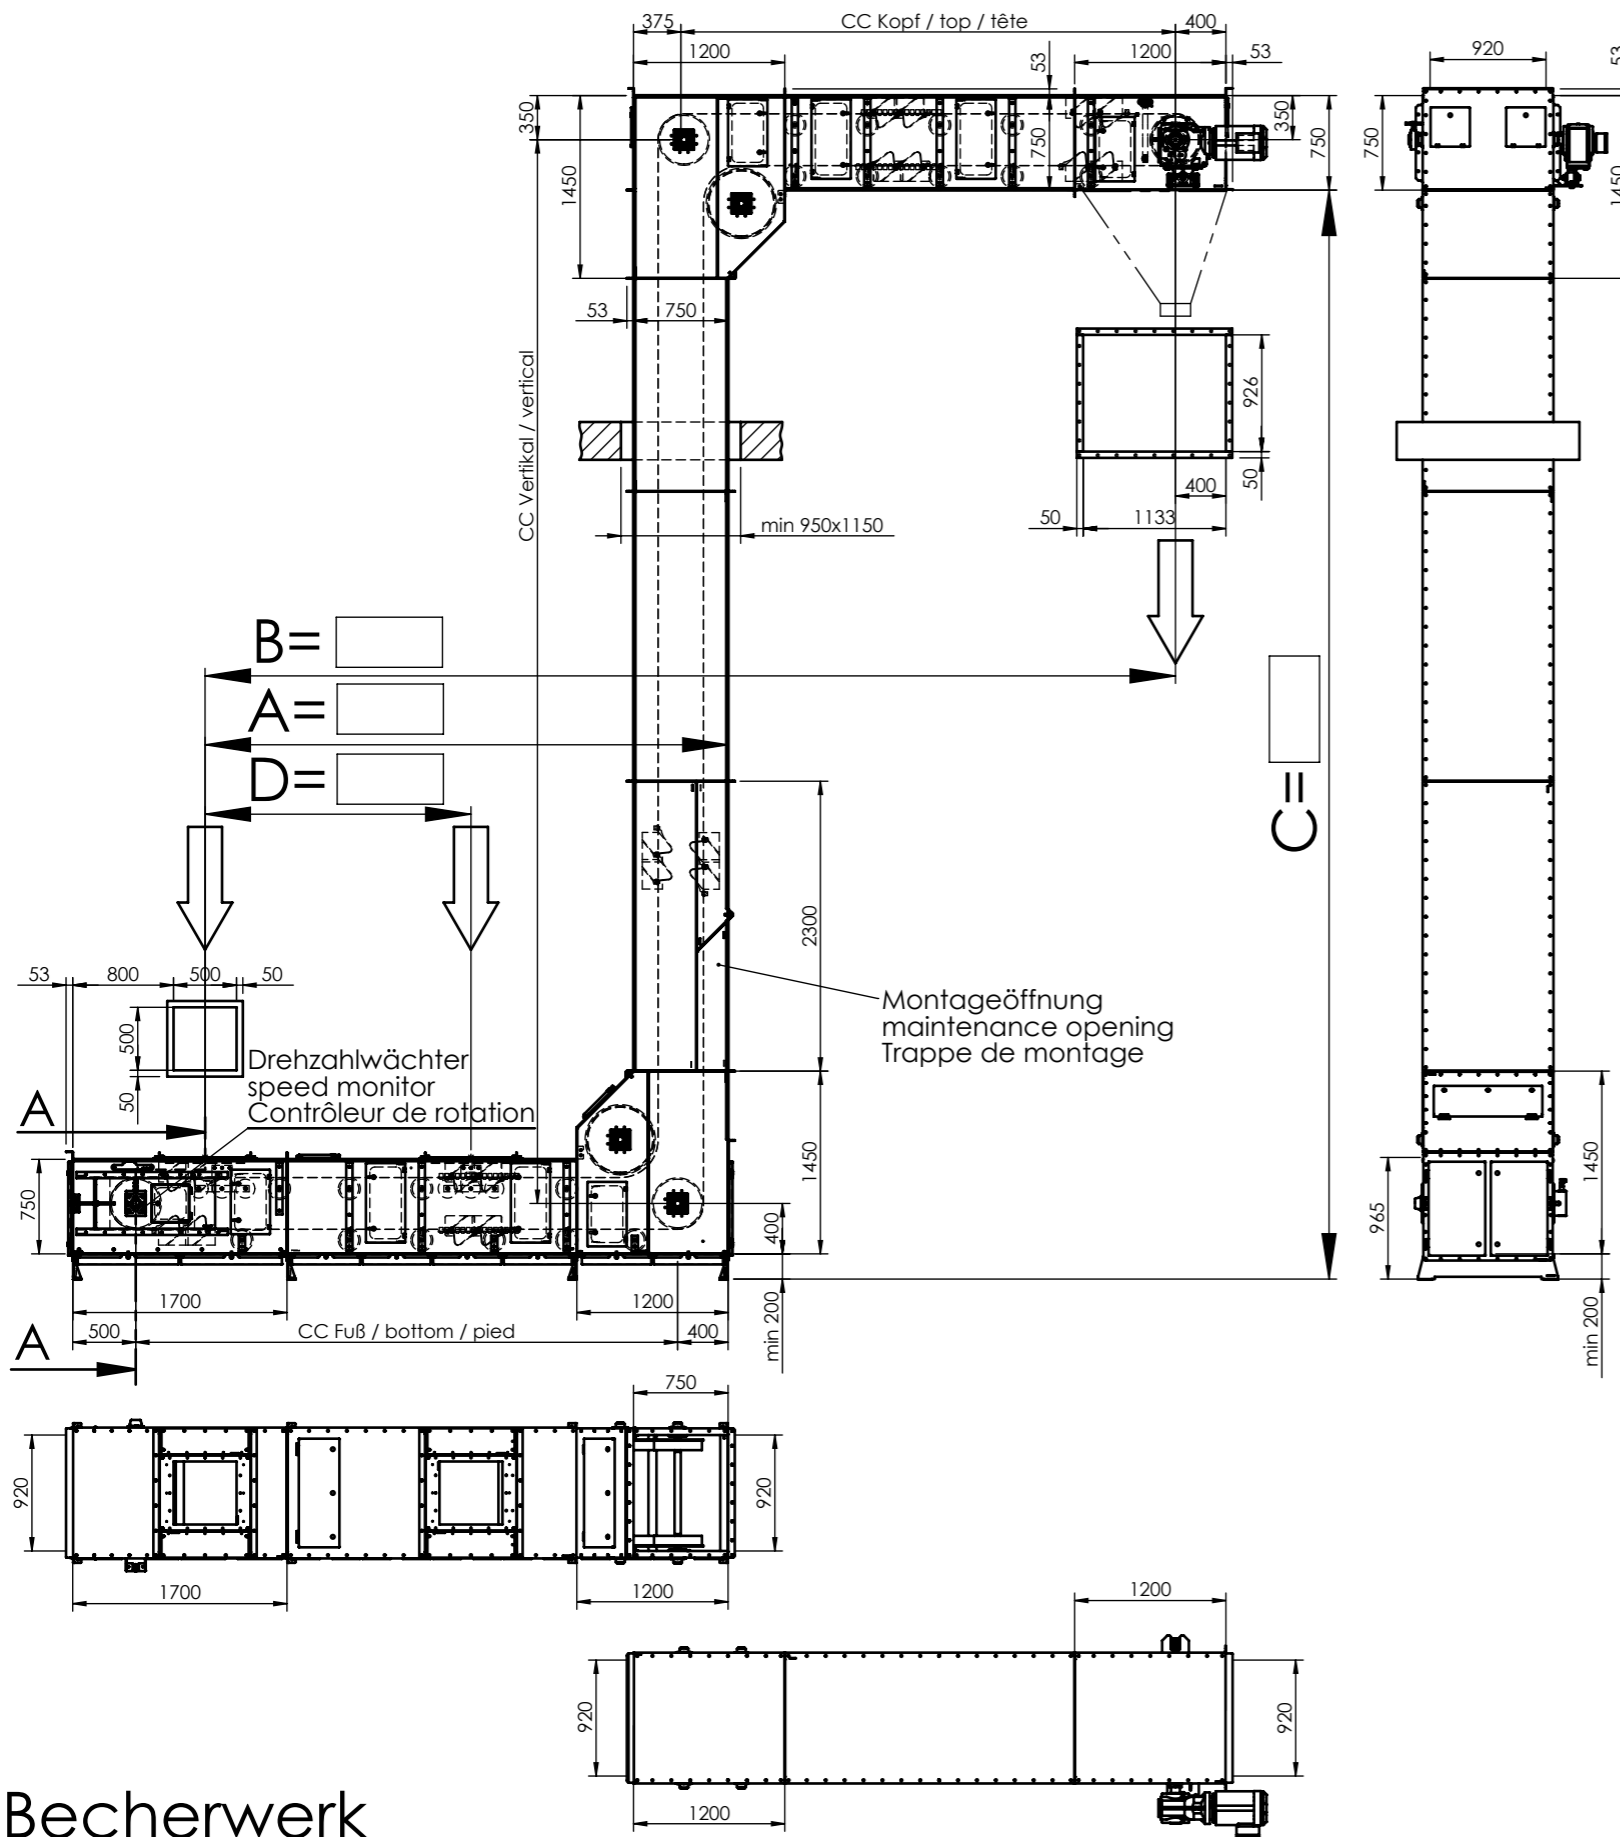 375
CC Kopf / top / tête
400
1200
53
1200
53
920
53
350
750
350
750
750
1450
1450
53
750
CC Vertikal / vertical
926
50
400
50
1133
min 950x1150
B=
A=
D=
C=
2300
53
800
500
50
500
50
Montageöffnung
maintenance opening
Trappe de montage
Drehzahlwächter
speed monitor
Contrôleur de rotation
A
750
400
1450
965
1450
1700
1200
min 200
min 200
500
CC Fuß / bottom / pied
400
A
750
920
920
1700
1200
1200
920
920
1200
Becherwerk